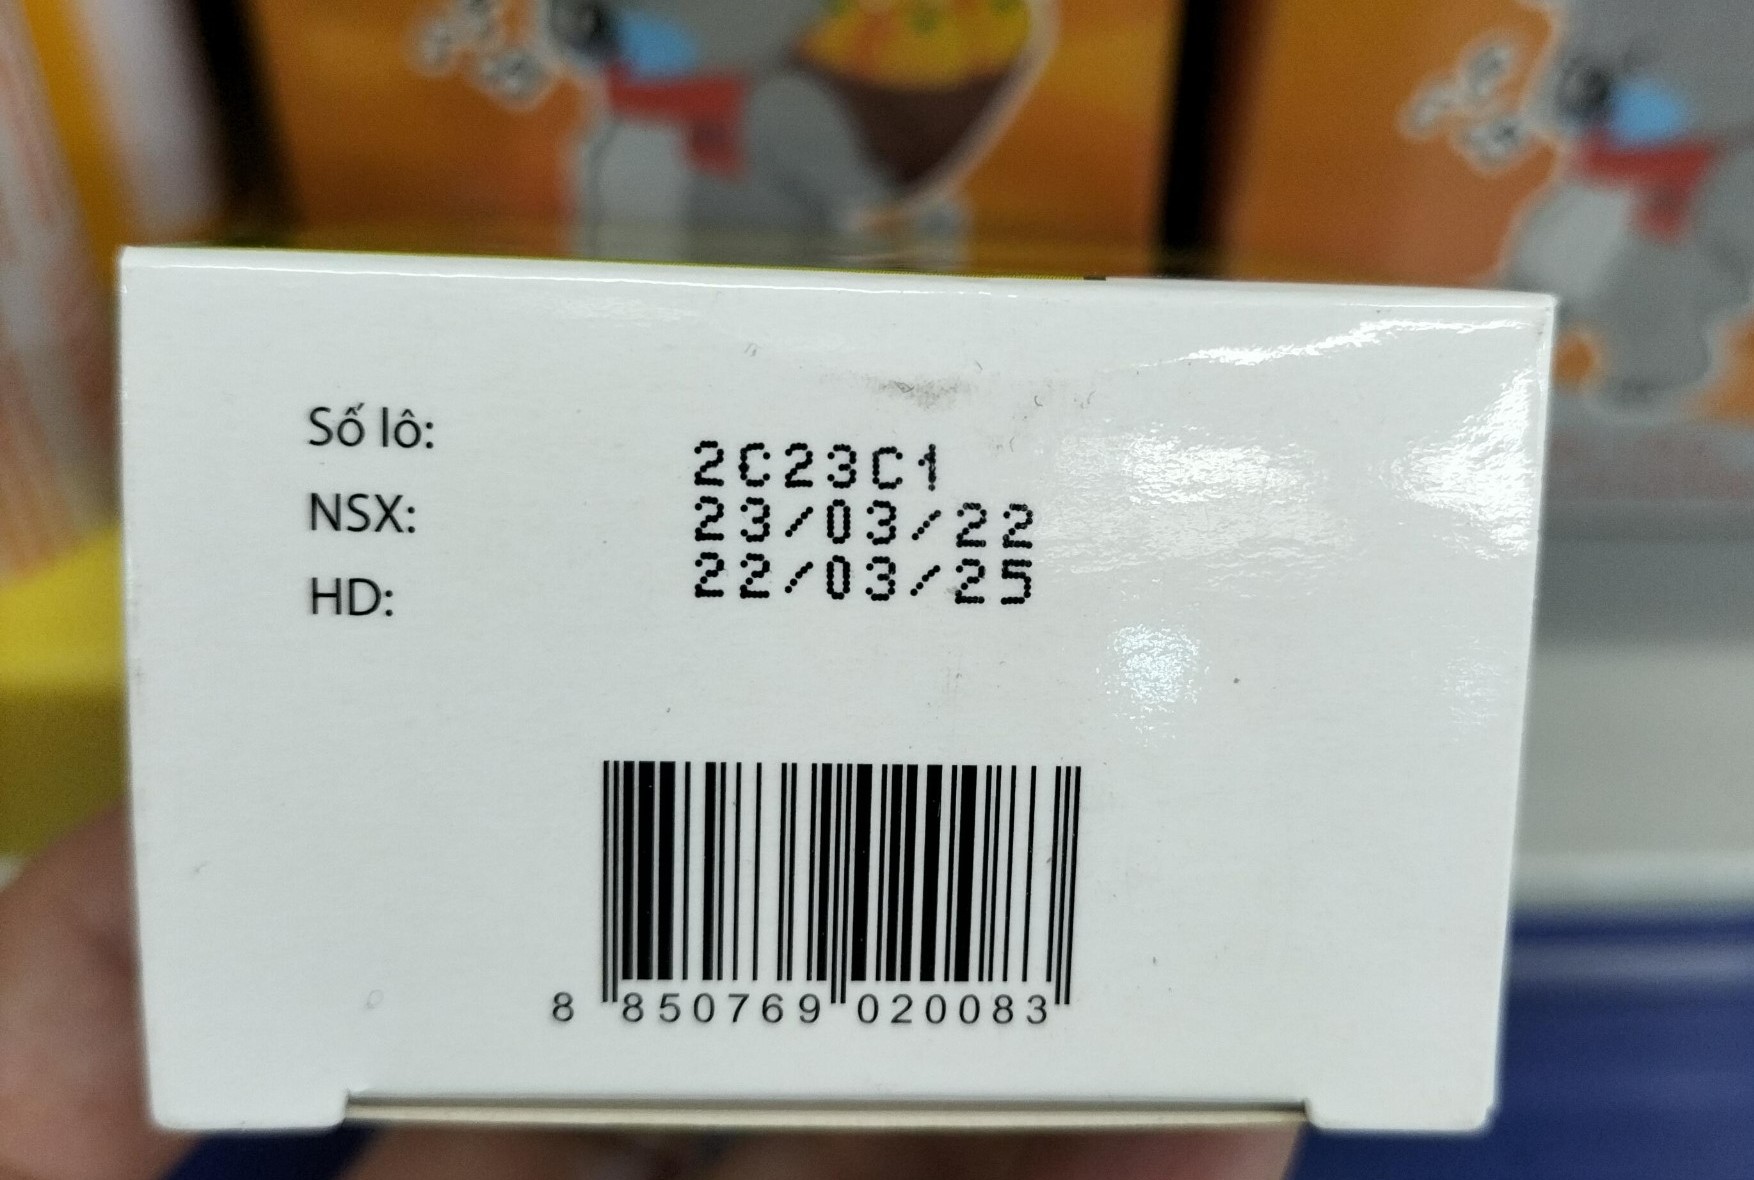 Số lô: 2C23C1
NSX: 23/03/22
HD: 22/03/25
8 850769 020083